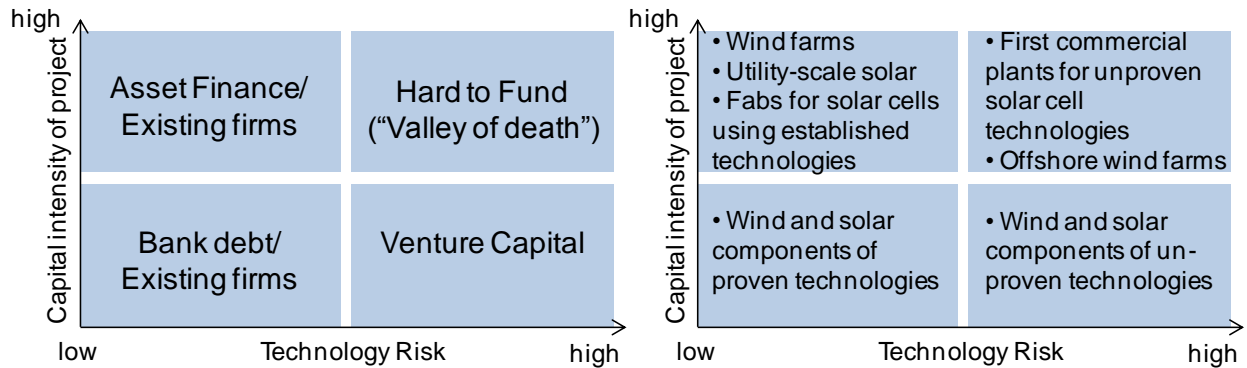 high
Capital intensity of project
Asset Finance/
Existing firms
Hard to Fund
(“Valley of death”)
Bank debt/
Existing firms
Venture Capital
low
Technology Risk
high
high
Capital intensity of project
• Wind farms
• Utility-scale solar
• Fabs for solar cells
using established
technologies
• First commercial
plants for unproven
solar cell
technologies
• Offshore wind farms
• Wind and solar
components of
proven technologies
• Wind and solar
components of un-
proven technologies
low
Technology Risk
high